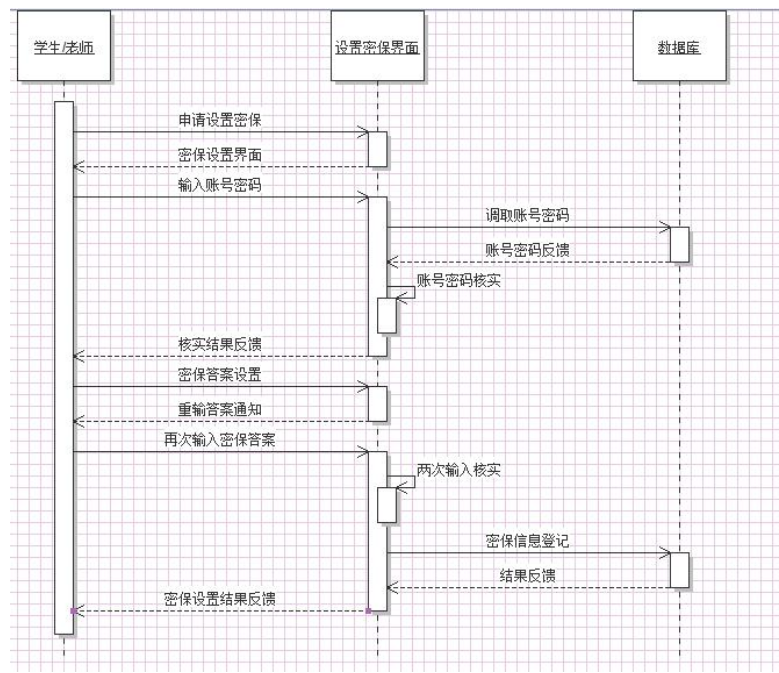 学生/老师
设置密保界面
数据库
申请设置密保
密保设置界面
输入账号密码
调取账号密码
账号密码反馈
账号密码核实
核实结果反馈
密保答案设置
重输答案通知
再次输入密保答案
两次输入核实
密保信息登记
结果反馈
密保设置结果反馈